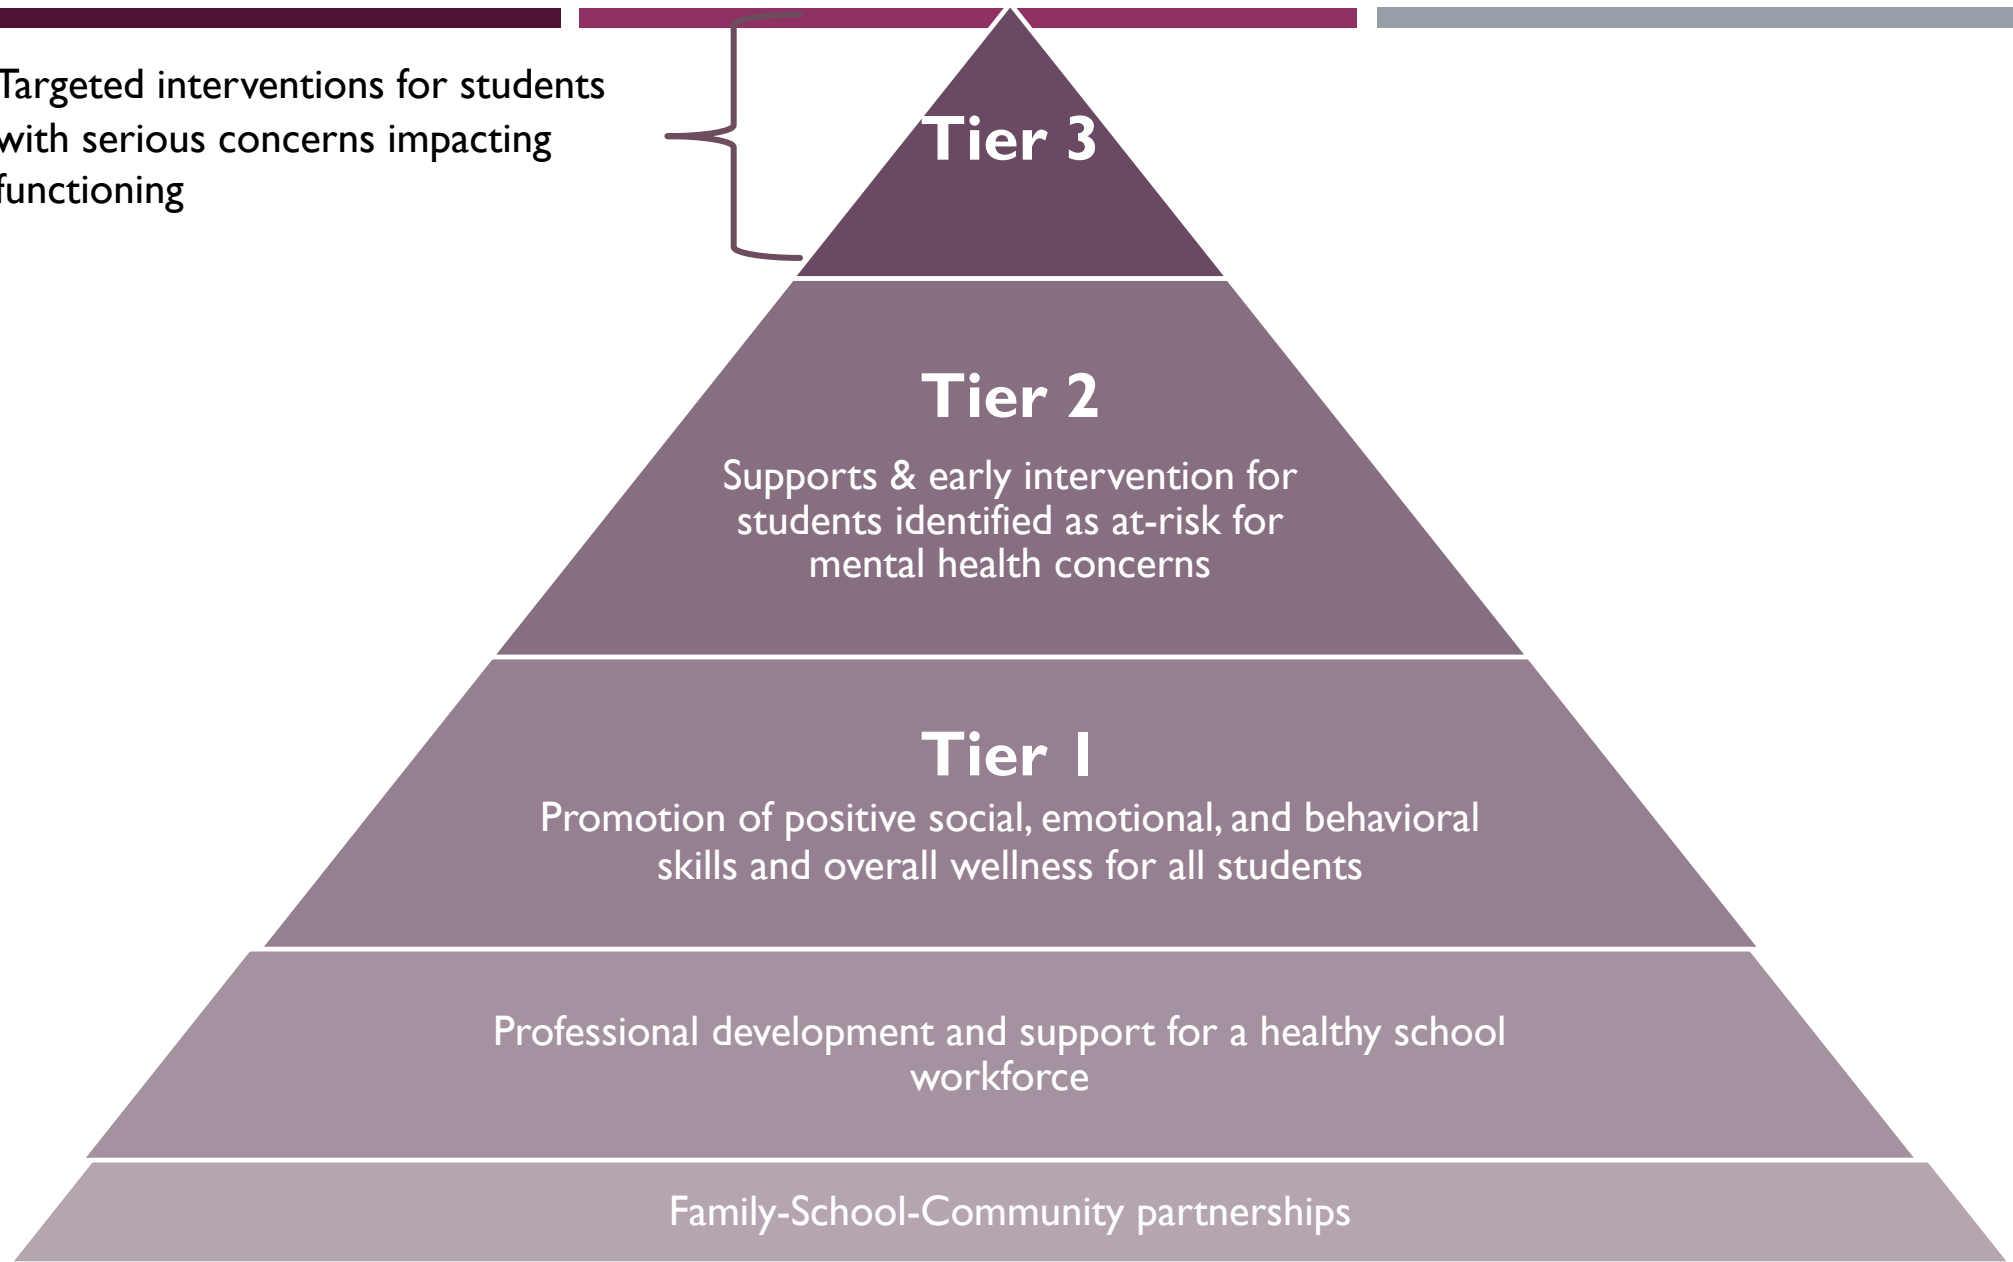 Targeted interventions for students
with serious concerns impacting
functioning
Tier 3
Tier 2
Supports & early intervention for
students identified as at-risk for
mental health concerns
Tier 1
Promotion of positive social, emotional, and behavioral
skills and overall wellness for all students
Professional development and support for a healthy school
workforce
Family-School-Community partnerships